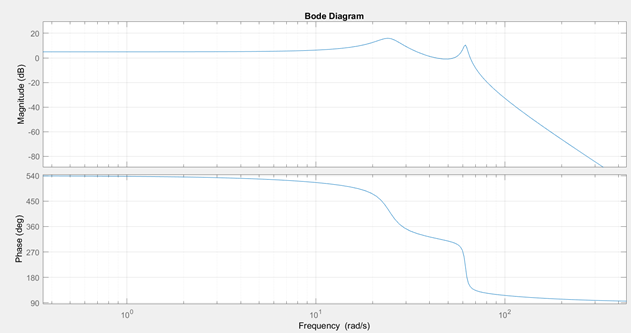 Bode Diagram
Magnitude (dB)
20
0
-20
-40
-60
-80
Phase (deg)
540
450
360
270
180
90
10^0 10^1 10^2
Frequency (rad/s)